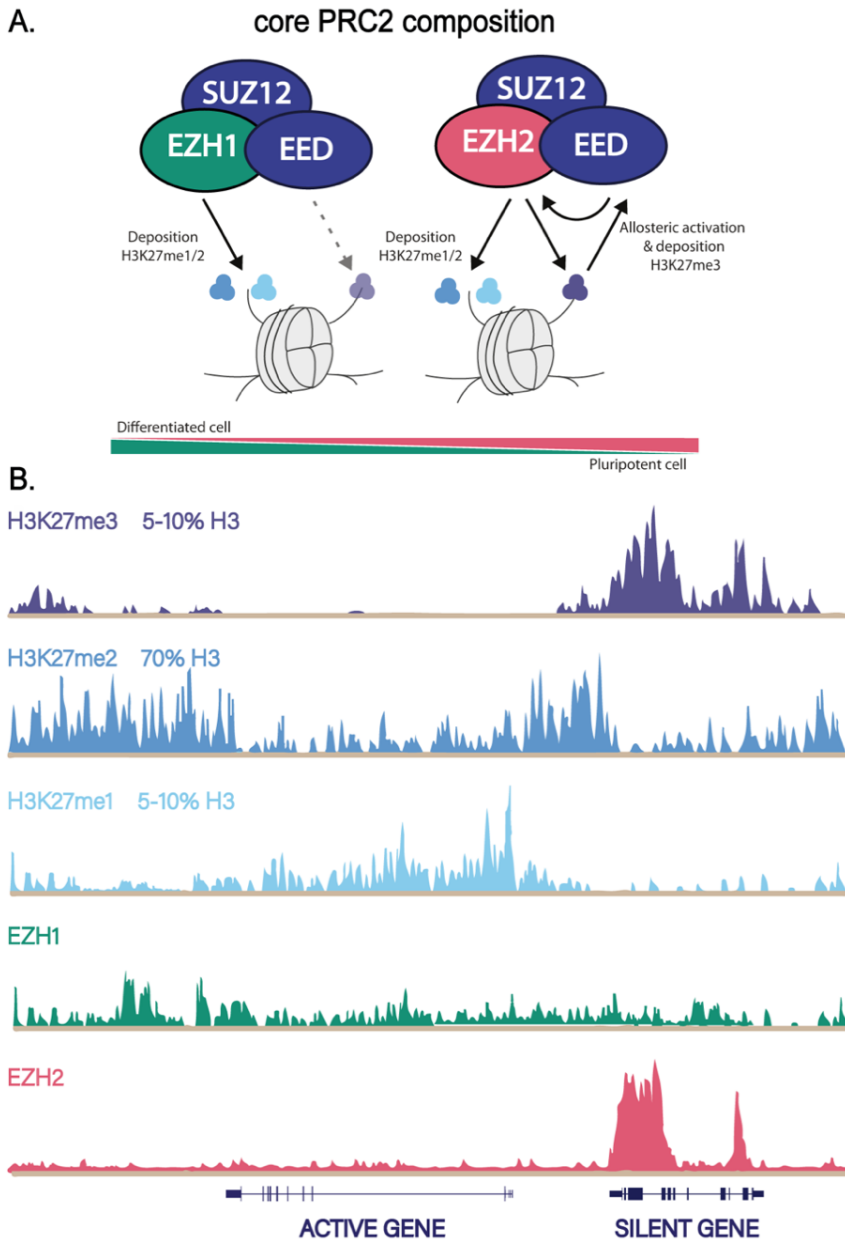 A.
core PRC2 composition
SUZ12
EZH1
EED
SUZ12
EZH2
EED
Deposition
H3K27me1/2
Deposition
H3K27me1/2
Allosteric activation
& deposition
H3K27me3
Differentiated cell
Pluripotent cell
B.
H3K27me3 5-10% H3
H3K27me2 70% H3
H3K27me1 5-10% H3
EZH1
EZH2
ACTIVE GENE
SILENT GENE